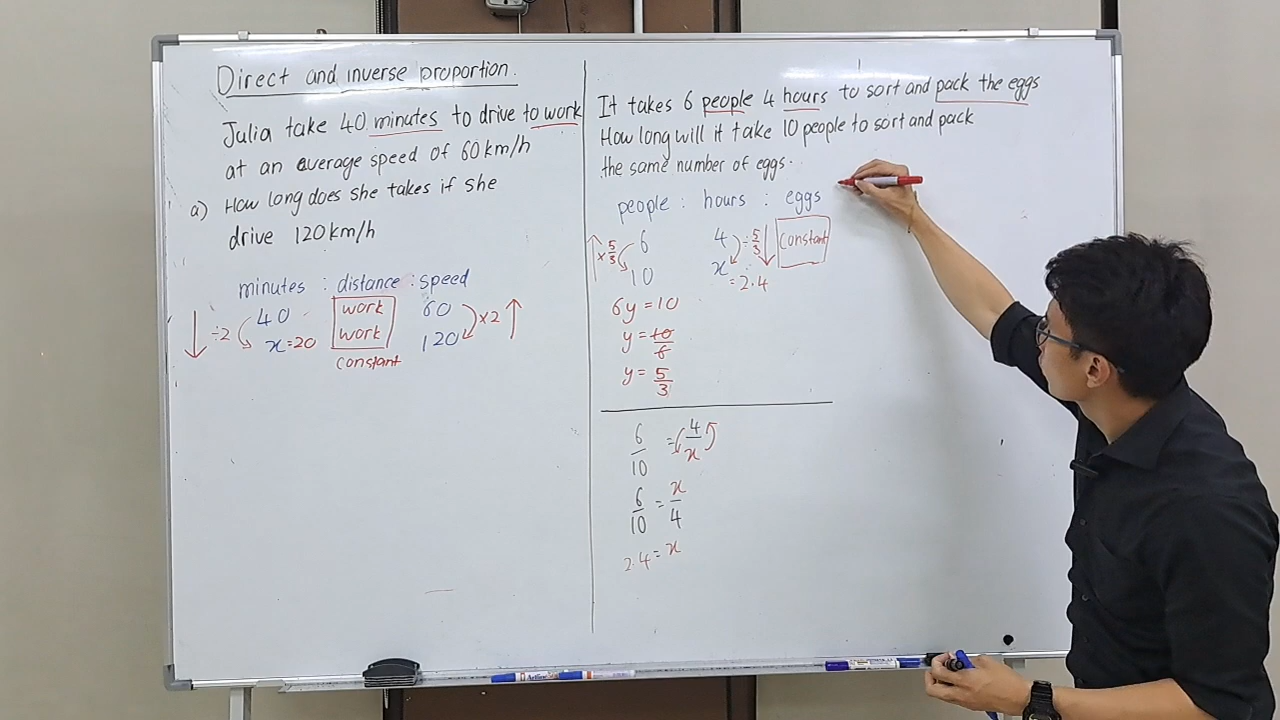 Direct and inverse proportion.
Julia take 40 minutes to drive to work
at an average speed of 60km/h
a) How long does she takes if she
drive 120km/h
minutes : distance : speed
÷2 40 work 60 ×2
x=20 work 120
constant
It takes 6 people 4 hours to sort and pack the eggs
How long will it take 10 people to sort and pack
the same number of eggs.
people : hours : eggs
×5/3 6 4 ÷5/3 constant
10 x
=2.4
6y=10
y=10/6
y=5/3
6/10 = 4/x
6/10 = x/4
2.4=x
Artline